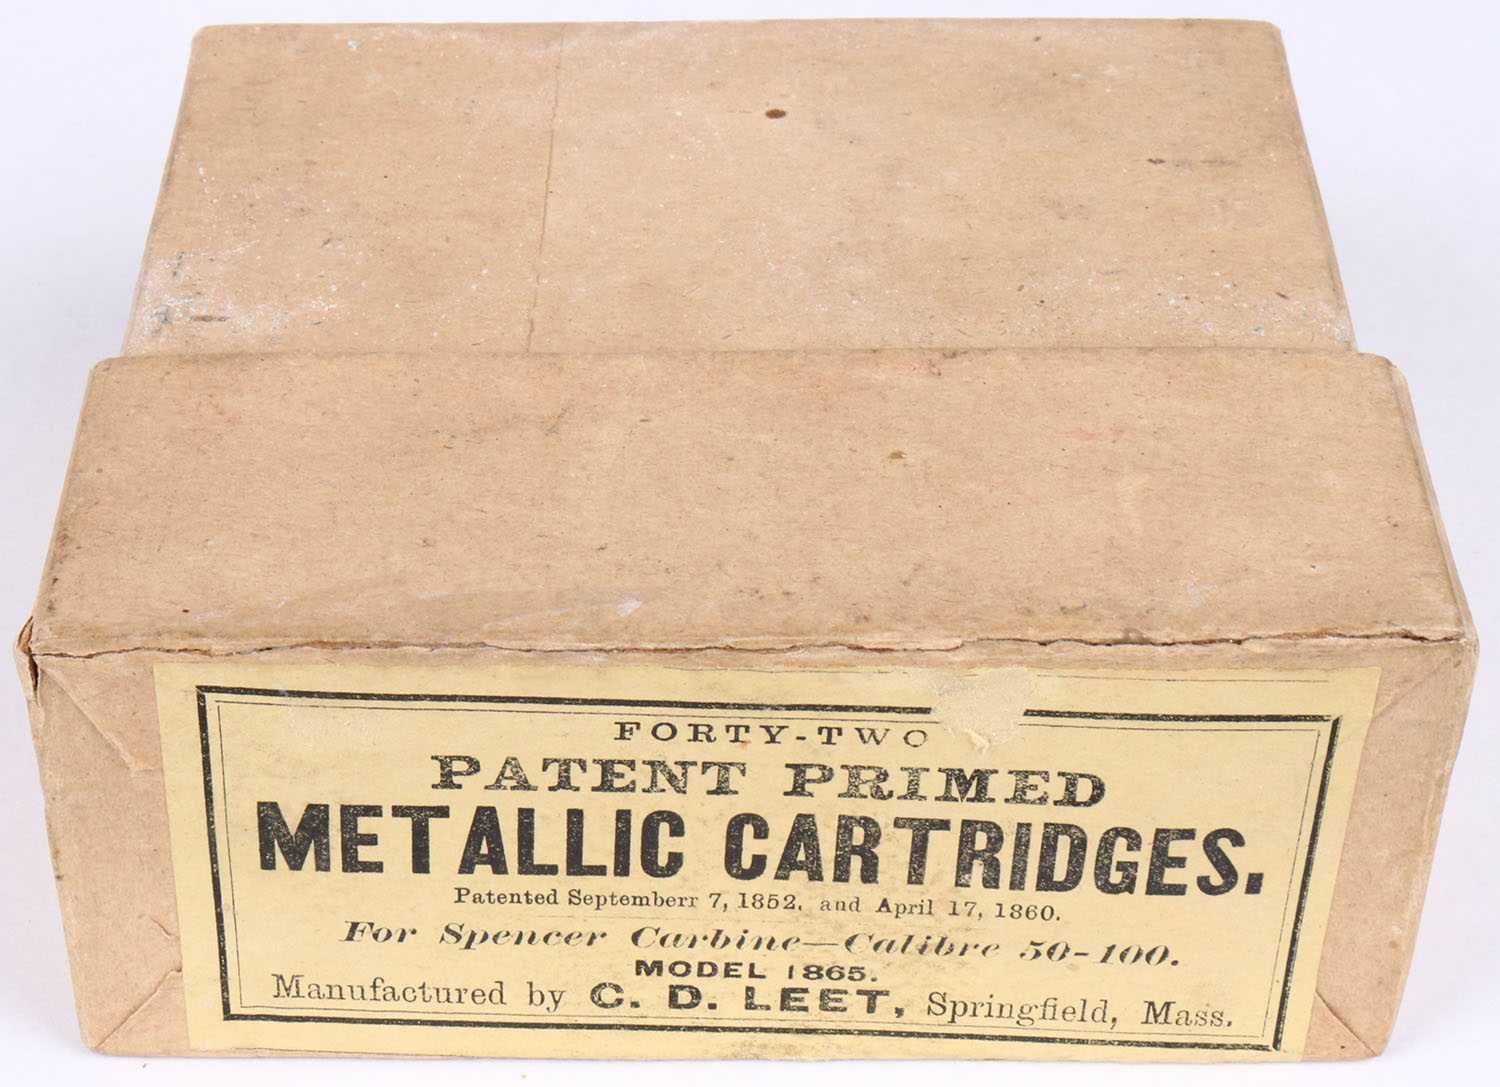 FORTY-TWO
PATENT PRIMED
METALLIC CARTRIDGES.
Patented Septemberr 7, 1852. and April 17, 1860.
For Spencer Carbine—Calibre 50-100.
MODEL 1865.
Manufactured by C. D. LEET, Springfield, Mass.